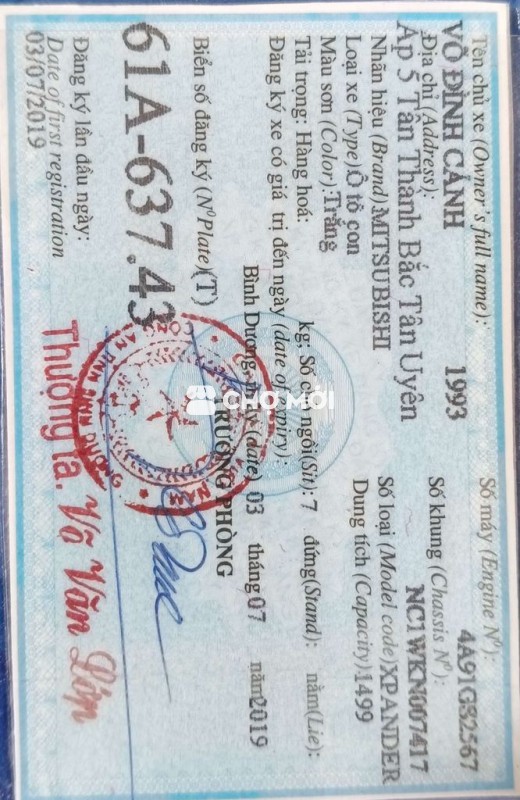 Tên chủ xe (Owner's full name):
VÕ ĐÌNH CẢNH 1993
Địa chỉ (Address):
Ấp 5 Tân Thành Bắc Tân Uyên
Nhãn hiệu (Brand): MITSUBISHI
Loại xe (Type): Ô tô con
Màu sơn (Color): Trắng
Tải trọng: Hàng hoá: kg: Số chỗ ngồi (Sit): 7 đứng(Stand): nằm(Lie):
Đăng ký xe có giá trị đến ngày (date of expiry):
Số máy (Engine Nº):
4A91GS2567
Số khung (Chassis Nº):
NC1WKN007417
Số loại (Model code) XPANDER
Dung tích (Capacity) 1499
Bình Dương, ngày (date) 03 tháng 07 năm 2019
Biển số đăng ký (Nº Plate)(T)
TRƯỞNG PHÒNG
61A-637.43
CHỢ TỐT
Đăng ký lần đầu ngày:
Date of first registration
03/07/2019
Thượng tá. Võ Văn Lớp